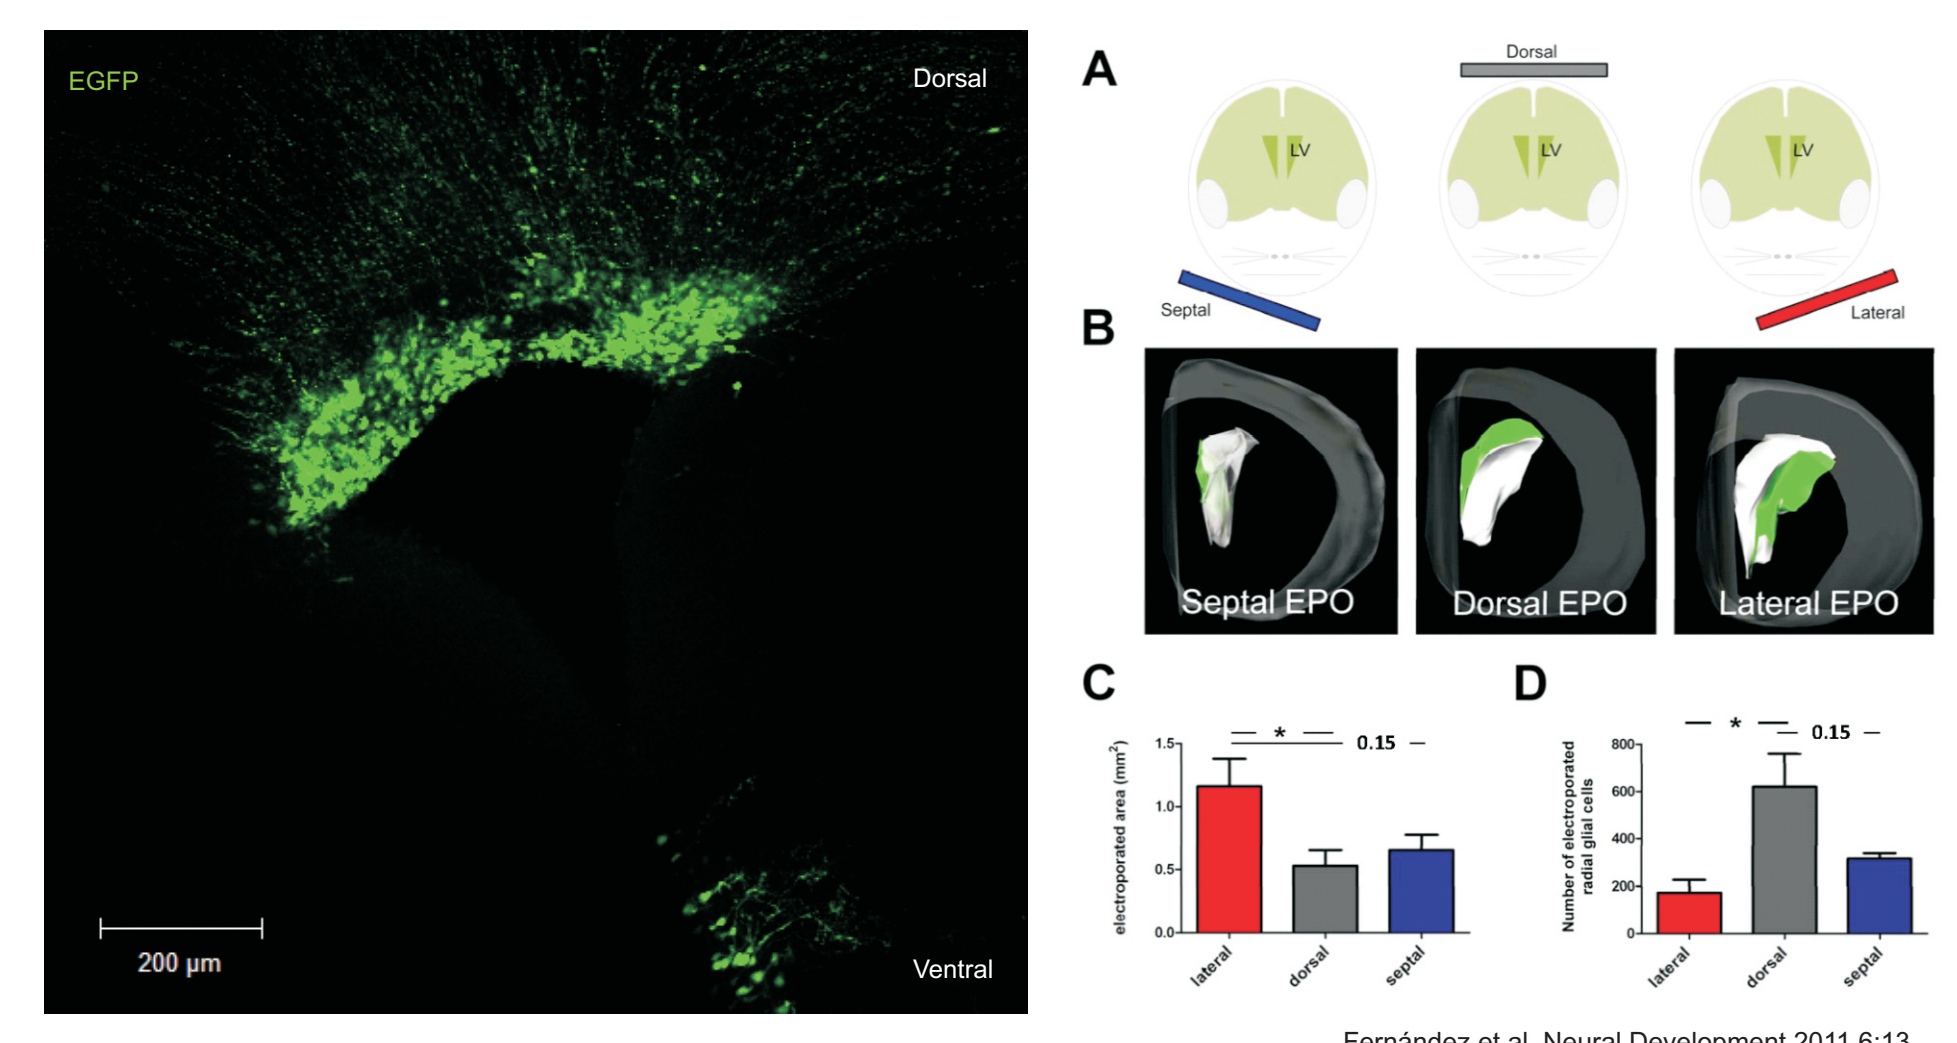 EGFP
Dorsal
200 µm
Ventral
A
Dorsal
LV
LV
LV
Septal
Lateral
B
Septal EPO
Dorsal EPO
Lateral EPO
C
electroporated area (mm²)
* 
0.15
1.5
1.0
0.5
0.0
lateral
dorsal
septal
D
Number of electroporated
radial glial cells
*
0.15
800
600
400
200
0
lateral
dorsal
septal
Fernández et al. Neural Development 2011 6:13